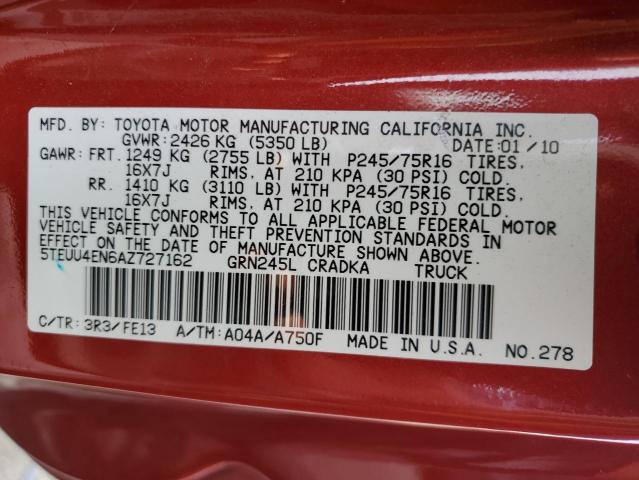 MFD. BY: TOYOTA MOTOR MANUFACTURING CALIFORNIA INC.
GVWR: 2426 KG (5350 LB) DATE: 01/10
GAWR: FRT. 1249 KG (2755 LB) WITH P245/75R16 TIRES,
16X7J RIMS, AT 210 KPA (30 PSI) COLD.
RR. 1410 KG (3110 LB) WITH P245/75R16 TIRES,
16X7J RIMS, AT 210 KPA (30 PSI) COLD.
THIS VEHICLE CONFORMS TO ALL APPLICABLE FEDERAL MOTOR
VEHICLE SAFETY AND THEFT PREVENTION STANDARDS IN
EFFECT ON THE DATE OF MANUFACTURE SHOWN ABOVE.
5TEUU4EN6AZ727162 GRN245L CRADKA TRUCK
C/TR: 3R3/FE13 A/TM: A04A/A750F MADE IN U.S.A. NO. 278